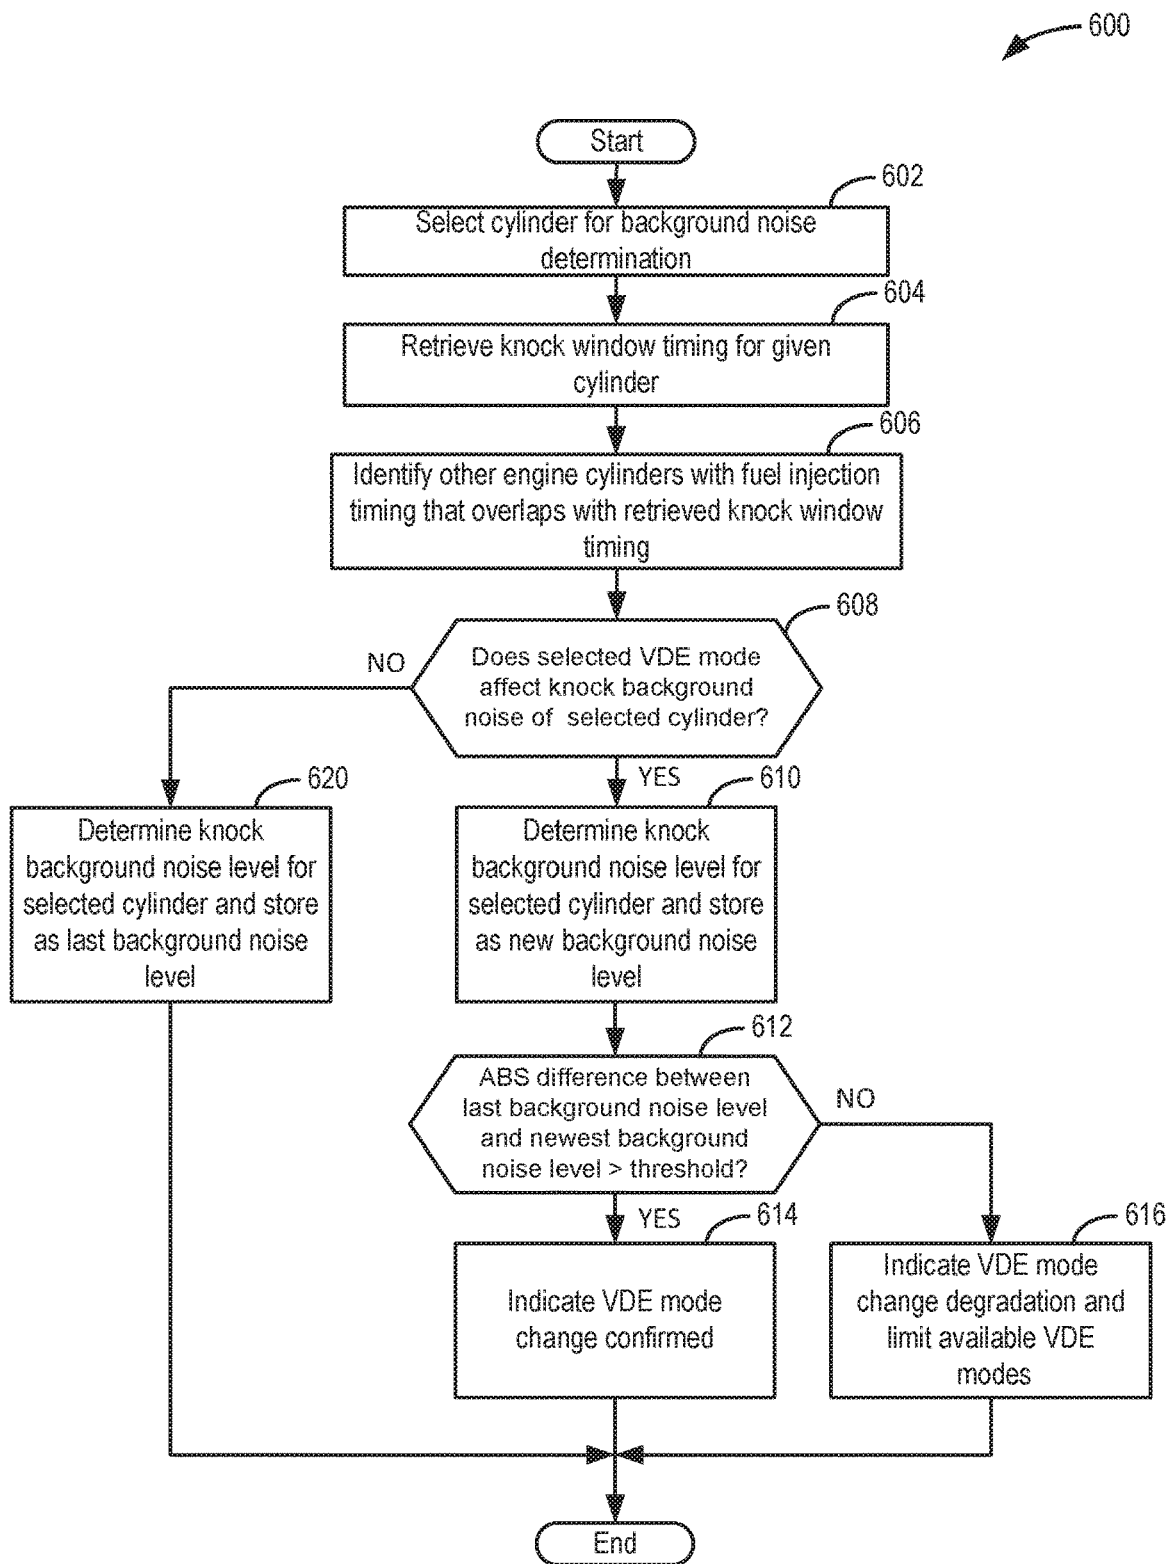 600
Start
602
Select cylinder for background noise
determination
604
Retrieve knock window timing for given
cylinder
606
Identify other engine cylinders with fuel injection
timing that overlaps with retrieved knock window
timing
608
Does selected VDE mode
affect knock background
noise of selected cylinder?
NO
YES
620
Determine knock
background noise level for
selected cylinder and store
as last background noise
level
610
Determine knock
background noise level for
selected cylinder and store
as new background noise
level
612
ABS difference between
last background noise level
and newest background
noise level > threshold?
NO
YES
614
Indicate VDE mode
change confirmed
616
Indicate VDE mode
change degradation and
limit available VDE
modes
End